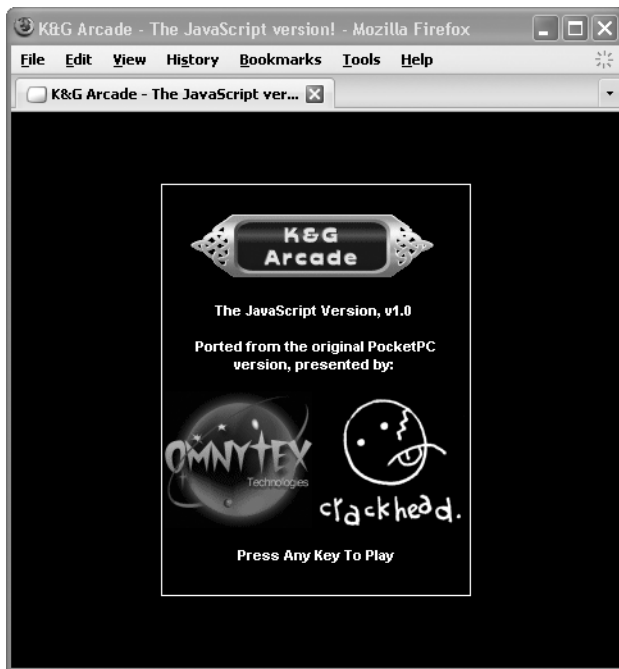 K&G Arcade - The JavaScript version! - Mozilla Firefox
File Edit View History Bookmarks Tools Help
K&G Arcade - The JavaScript ver...
K&G
Arcade
The JavaScript Version, v1.0
Ported from the original PocketPC
version, presented by:
OMNYTEX
Technologies
crackhead.
Press Any Key To Play